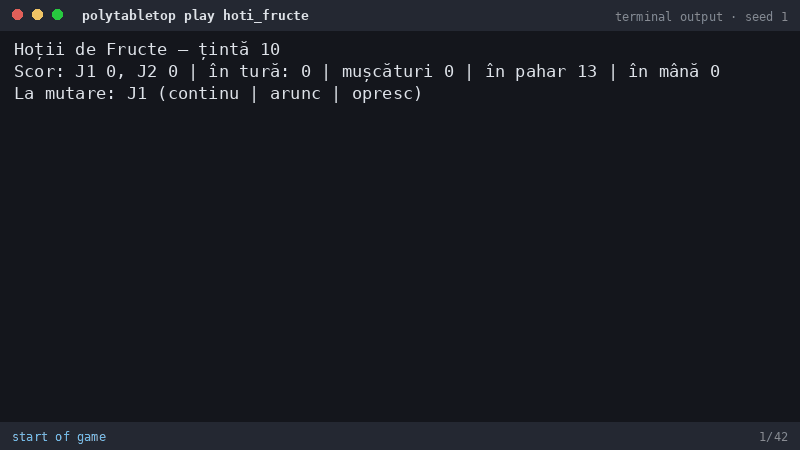 polytabletop play hoti_fructe
terminal output · seed 1
Hoții de Fructe — țintă 10
Scor: J1 0, J2 0 | în tură: 0 | mușcături 0 | în pahar 13 | în mână 0
La mutare: J1 (continu | arunc | opresc)
start of game
1/42